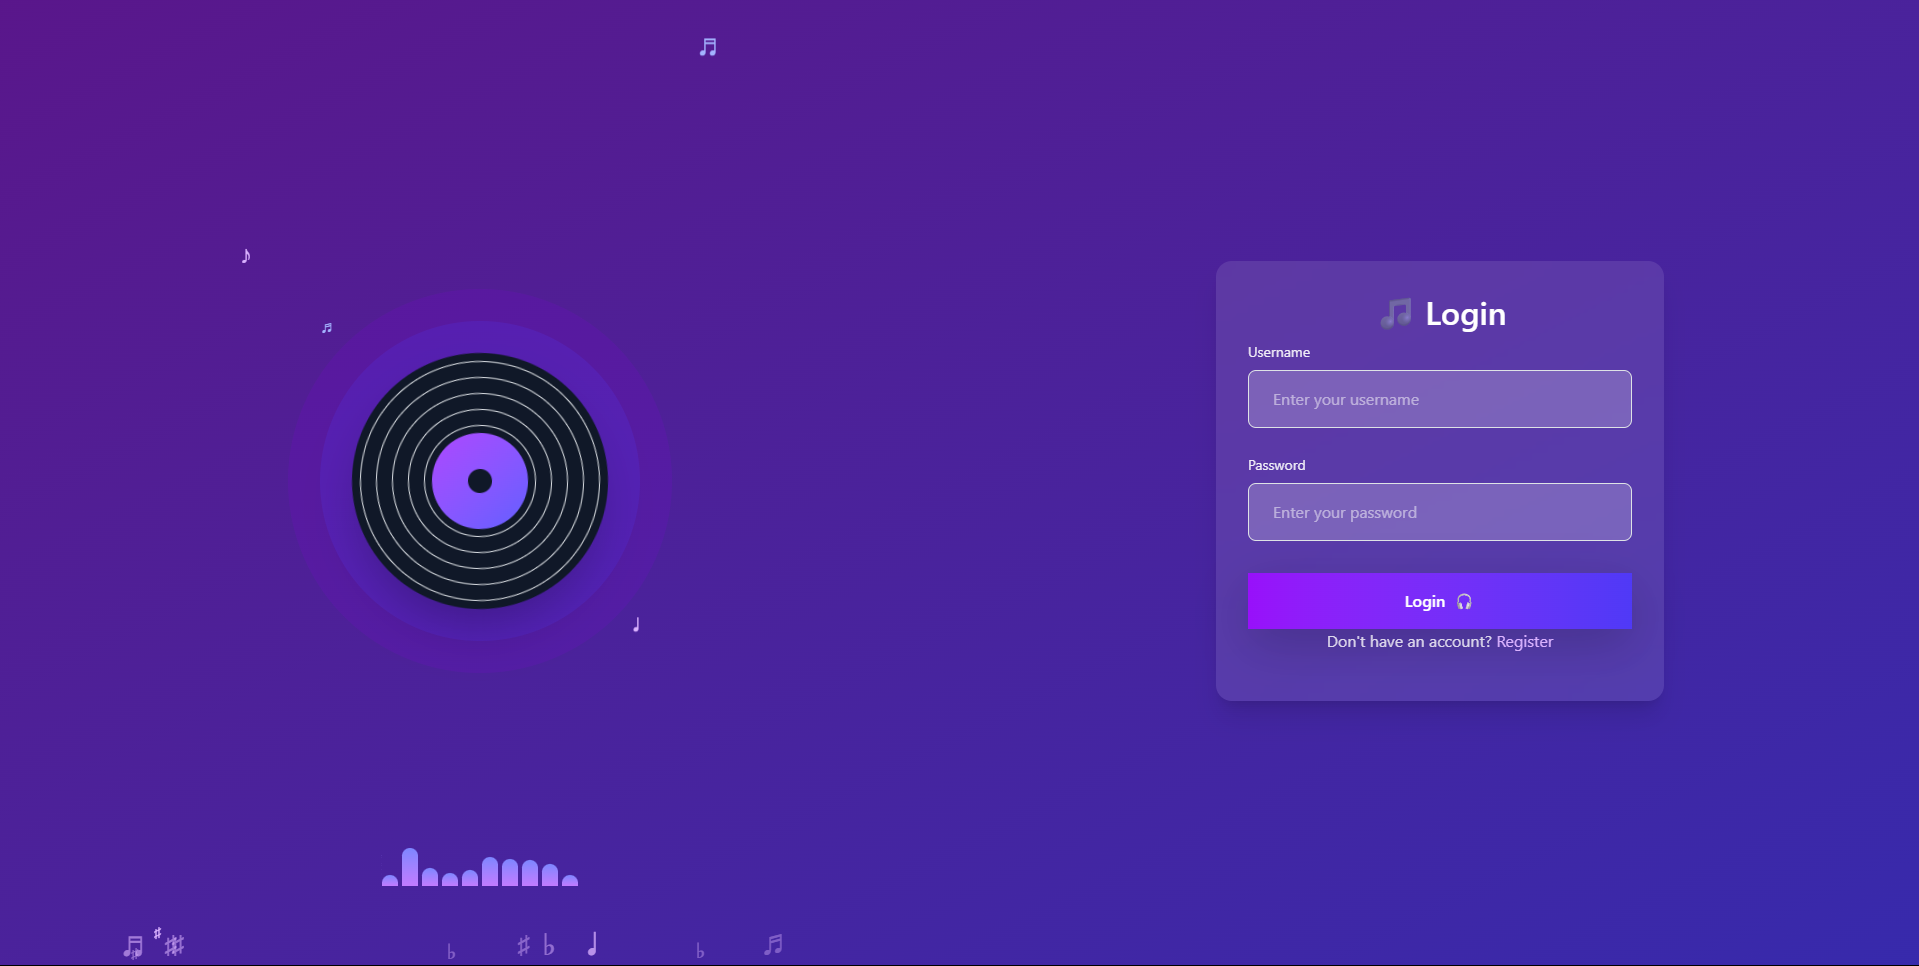 🎵 Login
Username
Enter your username
Password
Enter your password
Login 🎧
Don't have an account? Register